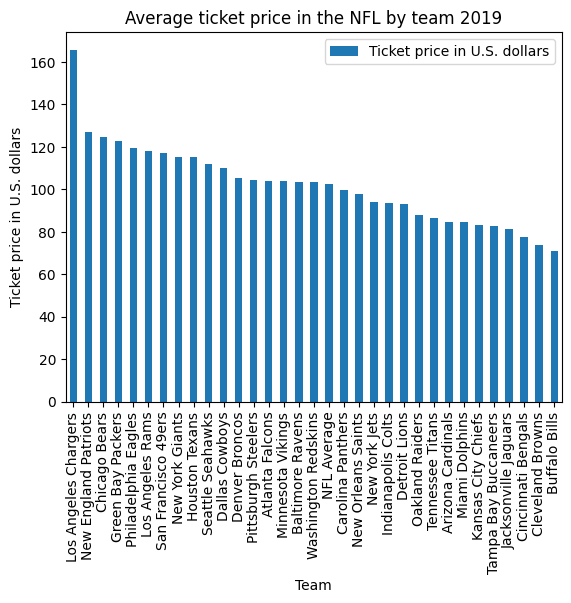 Average ticket price in the NFL by team 2019
Ticket price in U.S. dollars
Ticket price in U.S. dollars
160
140
120
100
80
60
40
20
0
Los Angeles Chargers
New England Patriots
Chicago Bears
Green Bay Packers
Philadelphia Eagles
Los Angeles Rams
San Francisco 49ers
New York Giants
Houston Texans
Seattle Seahawks
Dallas Cowboys
Denver Broncos
Pittsburgh Steelers
Atlanta Falcons
Minnesota Vikings
Baltimore Ravens
Washington Redskins
NFL Average
Carolina Panthers
New Orleans Saints
New York Jets
Indianapolis Colts
Detroit Lions
Oakland Raiders
Tennessee Titans
Arizona Cardinals
Miami Dolphins
Kansas City Chiefs
Tampa Bay Buccaneers
Jacksonville Jaguars
Cincinnati Bengals
Cleveland Browns
Buffalo Bills
Team